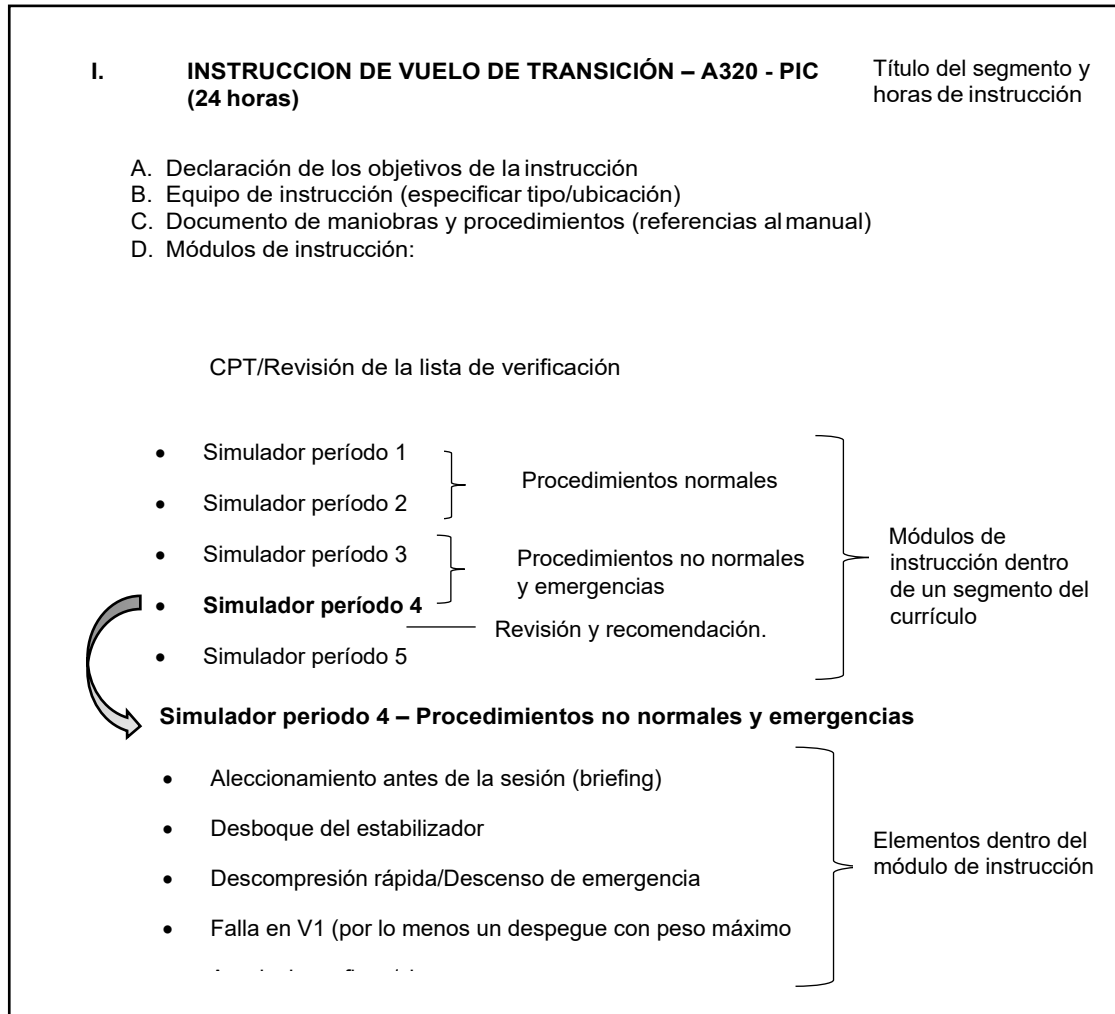 I. INSTRUCCION DE VUELO DE TRANSICIÓN – A320 - PIC
(24 horas)
Título del segmento y
horas de instrucción
A. Declaración de los objetivos de la instrucción
B. Equipo de instrucción (especificar tipo/ubicación)
C. Documento de maniobras y procedimientos (referencias al manual)
D. Módulos de instrucción:
CPT/Revisión de la lista de verificación
• Simulador período 1
• Simulador período 2
Procedimientos normales
• Simulador período 3
• Simulador período 4
Procedimientos no normales
y emergencias
Revisión y recomendación.
• Simulador período 5
Módulos de
instrucción dentro
de un segmento del
currículo
Simulador periodo 4 – Procedimientos no normales y emergencias
• Aleccionamiento antes de la sesión (briefing)
• Desboque del estabilizador
• Descompresión rápida/Descenso de emergencia
• Falla en V1 (por lo menos un despegue con peso máximo
Elementos dentro del
módulo de instrucción